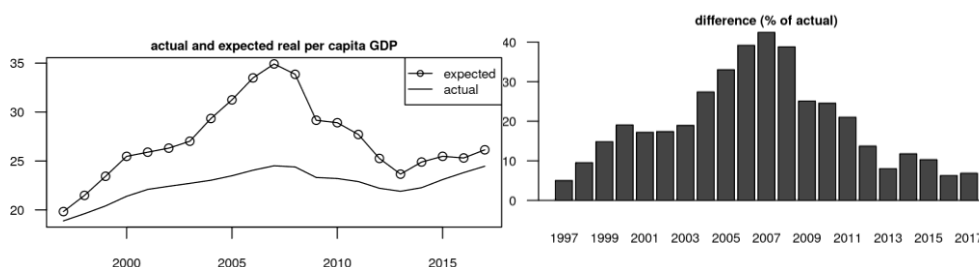 actual and expected real per capita GDP
35
30
25
20
expected
actual
2000 2005 2010 2015
difference (% of actual)
40
30
20
10
0
1997 1999 2001 2003 2005 2007 2009 2011 2013 2015 2017